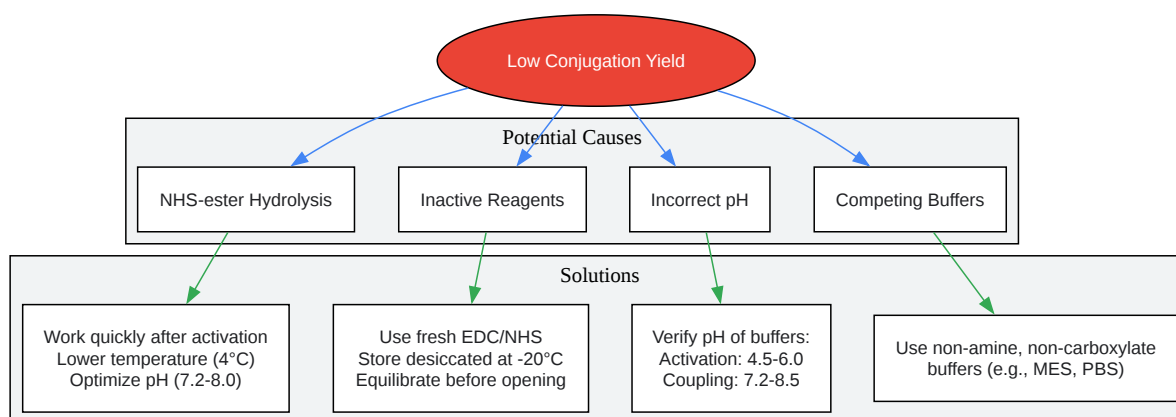 Low Conjugation Yield
Potential Causes
NHS-ester Hydrolysis
Inactive Reagents
Incorrect pH
Competing Buffers
Solutions
Work quickly after activation
Lower temperature (4°C)
Optimize pH (7.2-8.0)
Use fresh EDC/NHS
Store desiccated at -20°C
Equilibrate before opening
Verify pH of buffers:
Activation: 4.5-6.0
Coupling: 7.2-8.5
Use non-amine, non-carboxylate
buffers (e.g., MES, PBS)